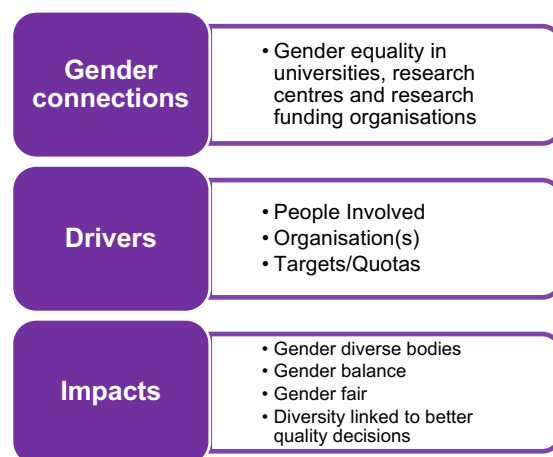 Gender
connections
• Gender equality in
universities, research
centres and research
funding organisations
Drivers
• People Involved
• Organisation(s)
• Targets/Quotas
Impacts
• Gender diverse bodies
• Gender balance
• Gender fair
• Diversity linked to better
quality decisions